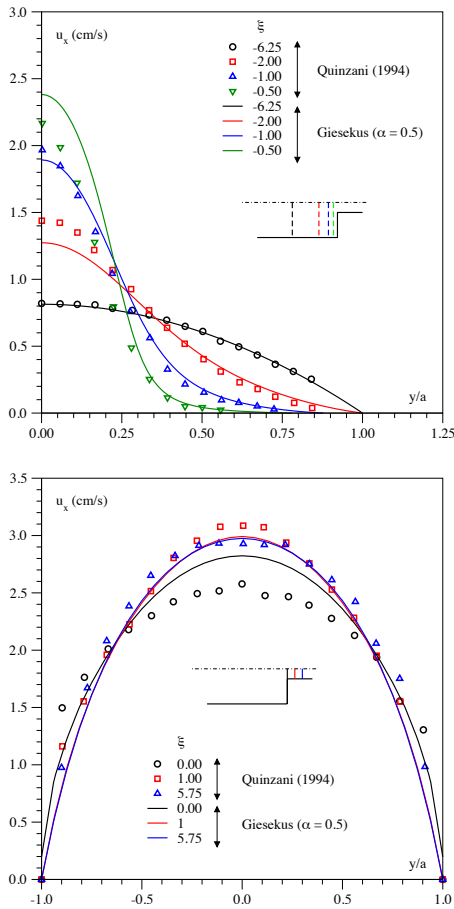 3.0
u_x (cm/s)
ξ
-6.25
-2.00
-1.00
-0.50
Quinzani (1994)
-6.25
-2.00
-1.00
-0.50
Giesekus (α = 0.5)
2.5
2.0
1.5
1.0
0.5
0.0
y/a
0.00 0.25 0.50 0.75 1.00 1.25
3.5
u_x (cm/s)
3.0
2.5
2.0
1.5
1.0
0.5
0.0
ξ
0.00
1.00
5.75
Quinzani (1994)
0.00
1
5.75
Giesekus (α = 0.5)
y/a
-1.0 -0.5 0.0 0.5 1.0